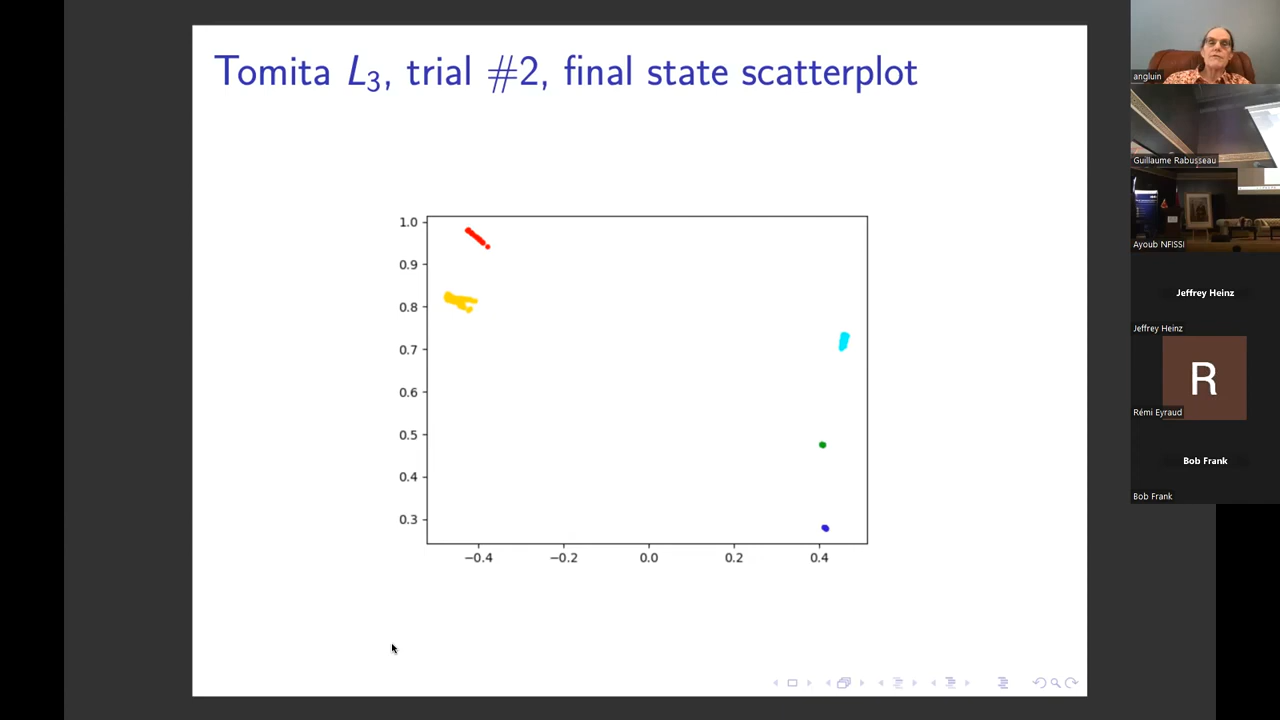 Tomita L3, trial #2, final state scatterplot
1.0
0.9
0.8
0.7
0.6
0.5
0.4
0.3
−0.4 −0.2 0.0 0.2 0.4
angluin
Guillaume Rabusseau
Ayoub NFISSI
Jeffrey Heinz
Jeffrey Heinz
R
Rémi Eyraud
Bob Frank
Bob Frank